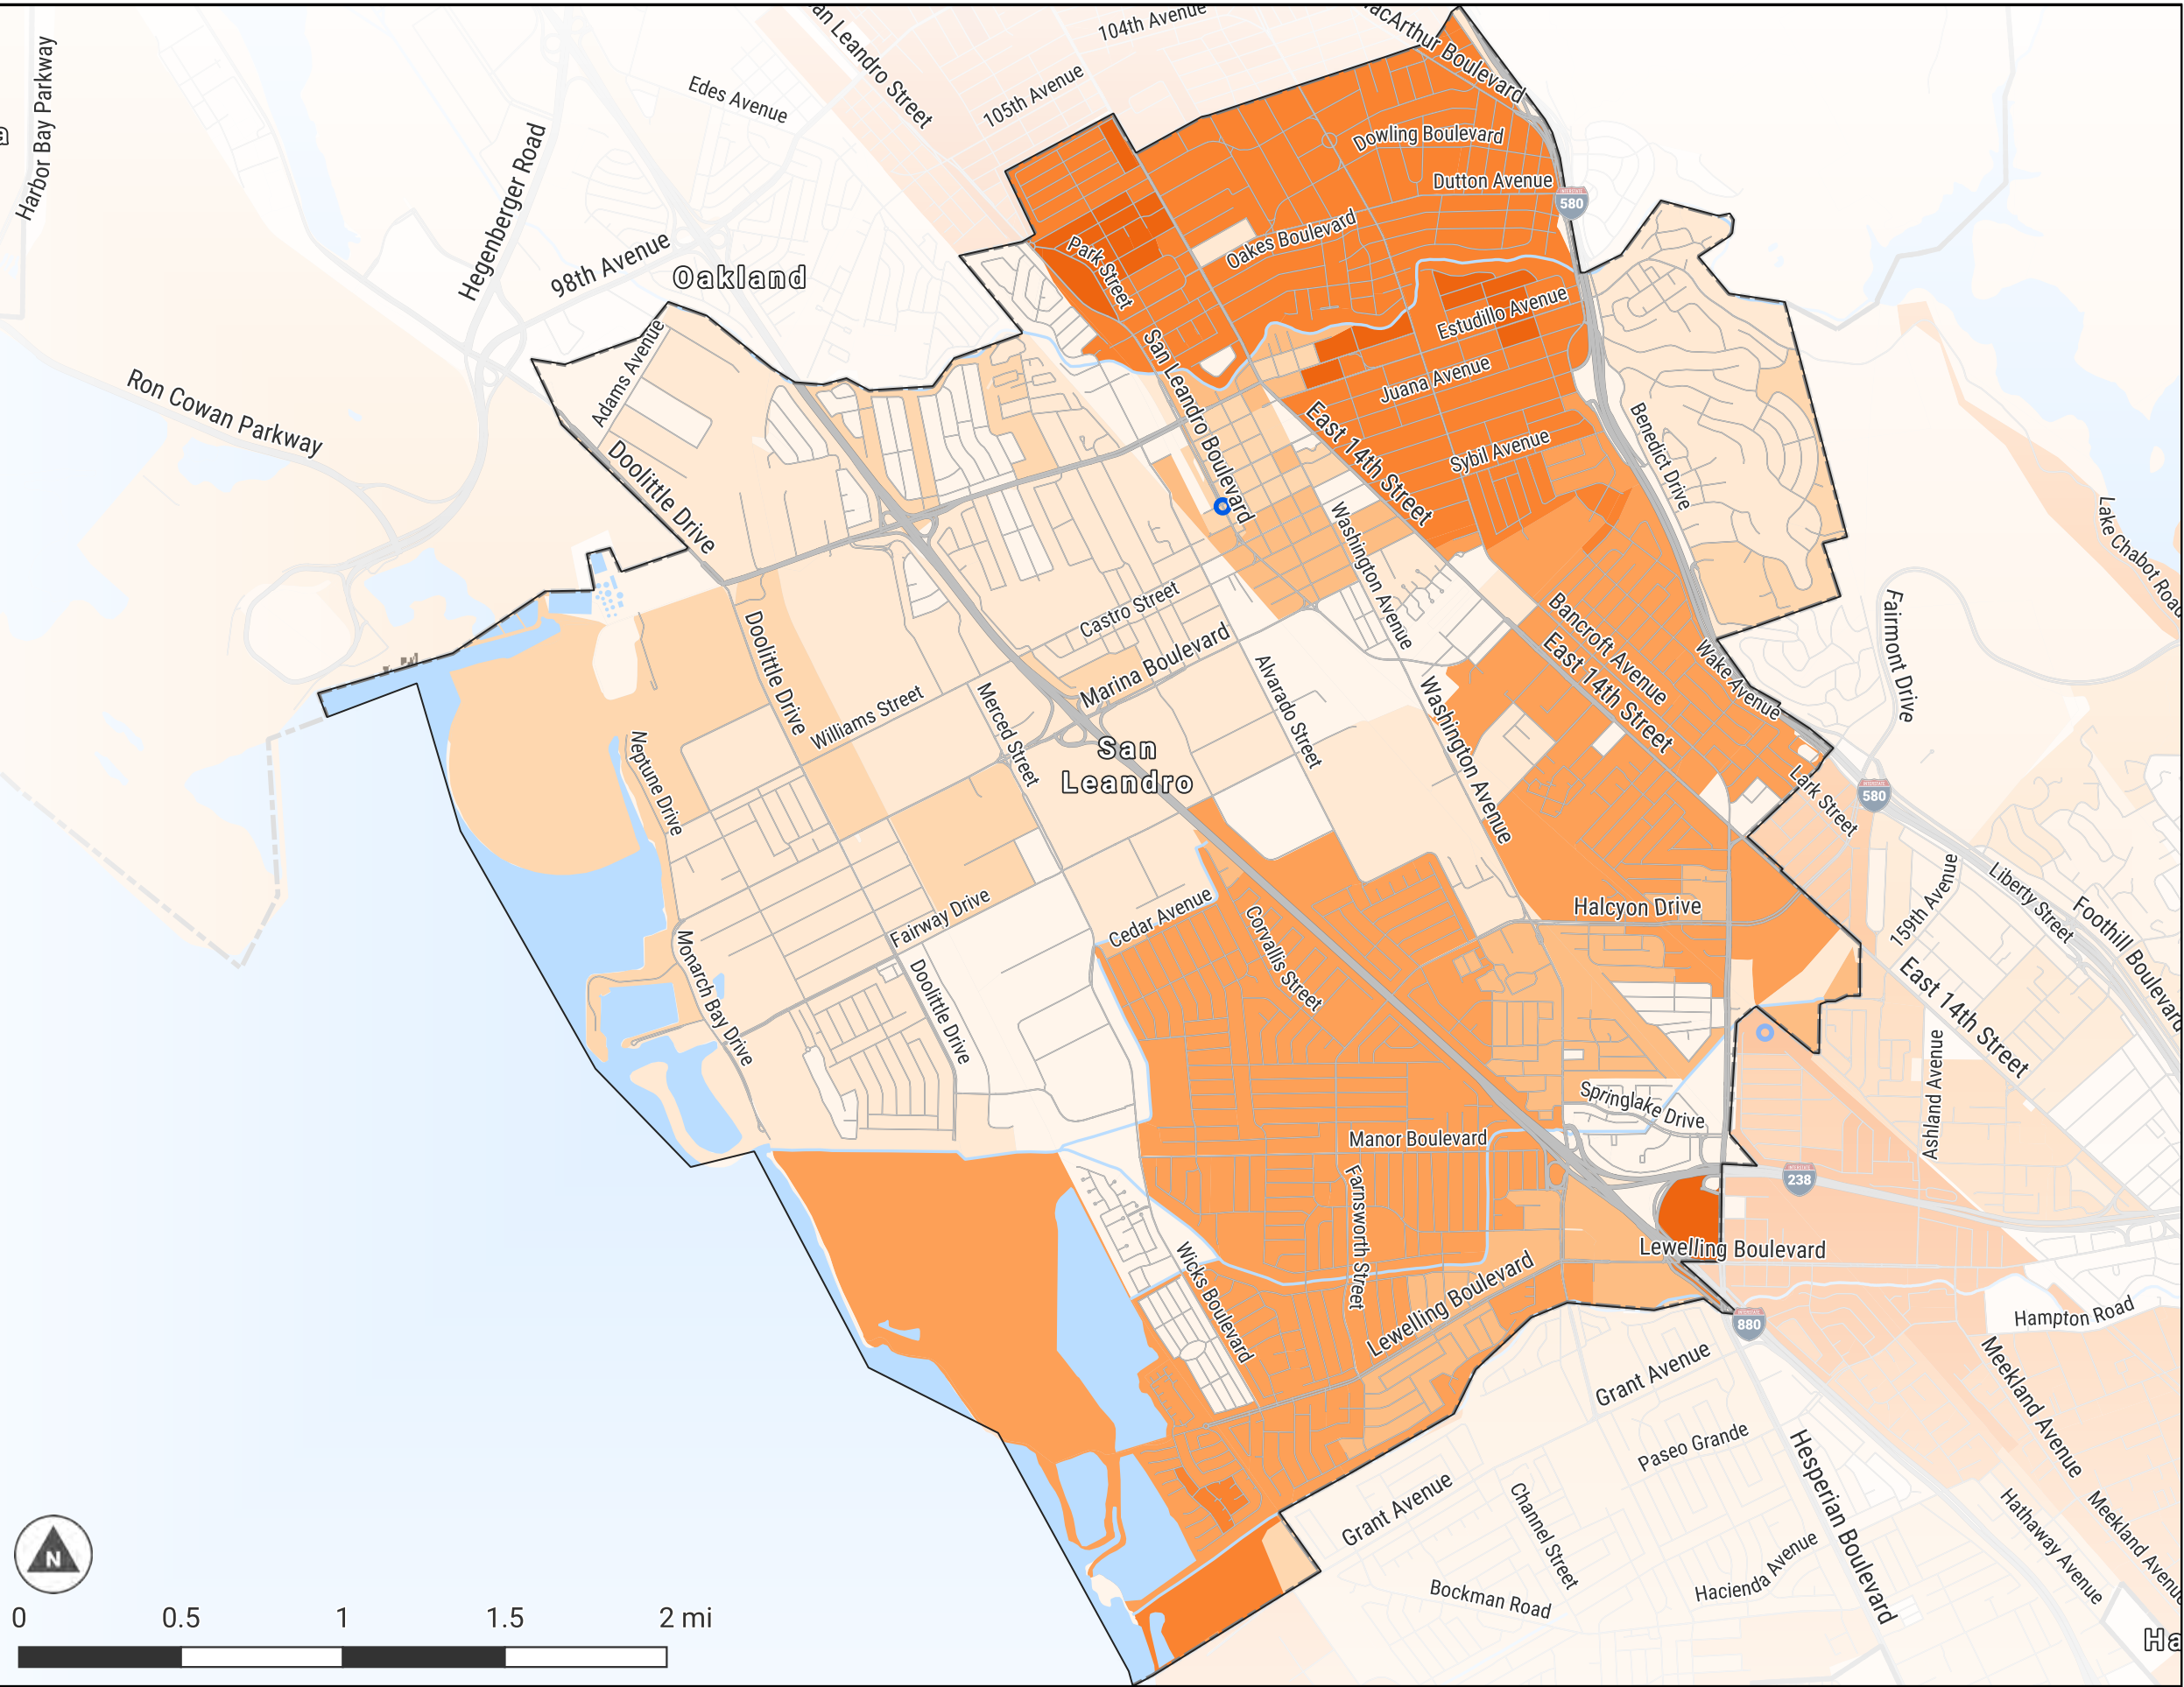 an Leandro Street
104th Avenue
acArthur Boulevard
Harbor Bay Parkway
Edes Avenue
105th Avenue
Hegenberger Road
Dowling Boulevard
Dutton Avenue
580
98th Avenue
Oakland
Park Street
Oakes Boulevard
Estudillo Avenue
Adams Avenue
San Leandro Boulevard
Juana Avenue
Ron Cowan Parkway
East 14th Street
Benedict Drive
Sybil Avenue
Doolittle Drive
Washington Avenue
Lake Chabot Road
Castro Street
Doolittle Drive
Bancroft Avenue
East 14th Street
Fairmont Drive
Wake Avenue
Marina Boulevard
Alvarado Street
Williams Street
Merced Street
Washington Avenue
Neptune Drive
San
Leandro
Lark Street
580
Liberty Street
159th Avenue
Foothill Boulevard
Halcyon Drive
Cedar Avenue
Corvallis Street
Fairway Drive
Monarch Bay Drive
Doolittle Drive
East 14th Street
Ashland Avenue
Springlake Drive
Manor Boulevard
Farnsworth Street
238
Lewelling Boulevard
Wicks Boulevard
Lewelling Boulevard
Hampton Road
880
Grant Avenue
Meekland Avenue
Paseo Grande
Hesperian Boulevard
Grant Avenue
Channel Street
Hathaway Avenue
Meekland Avenue
Hacienda Avenue
Bockman Road
N
0 0.5 1 1.5 2 mi
Ha